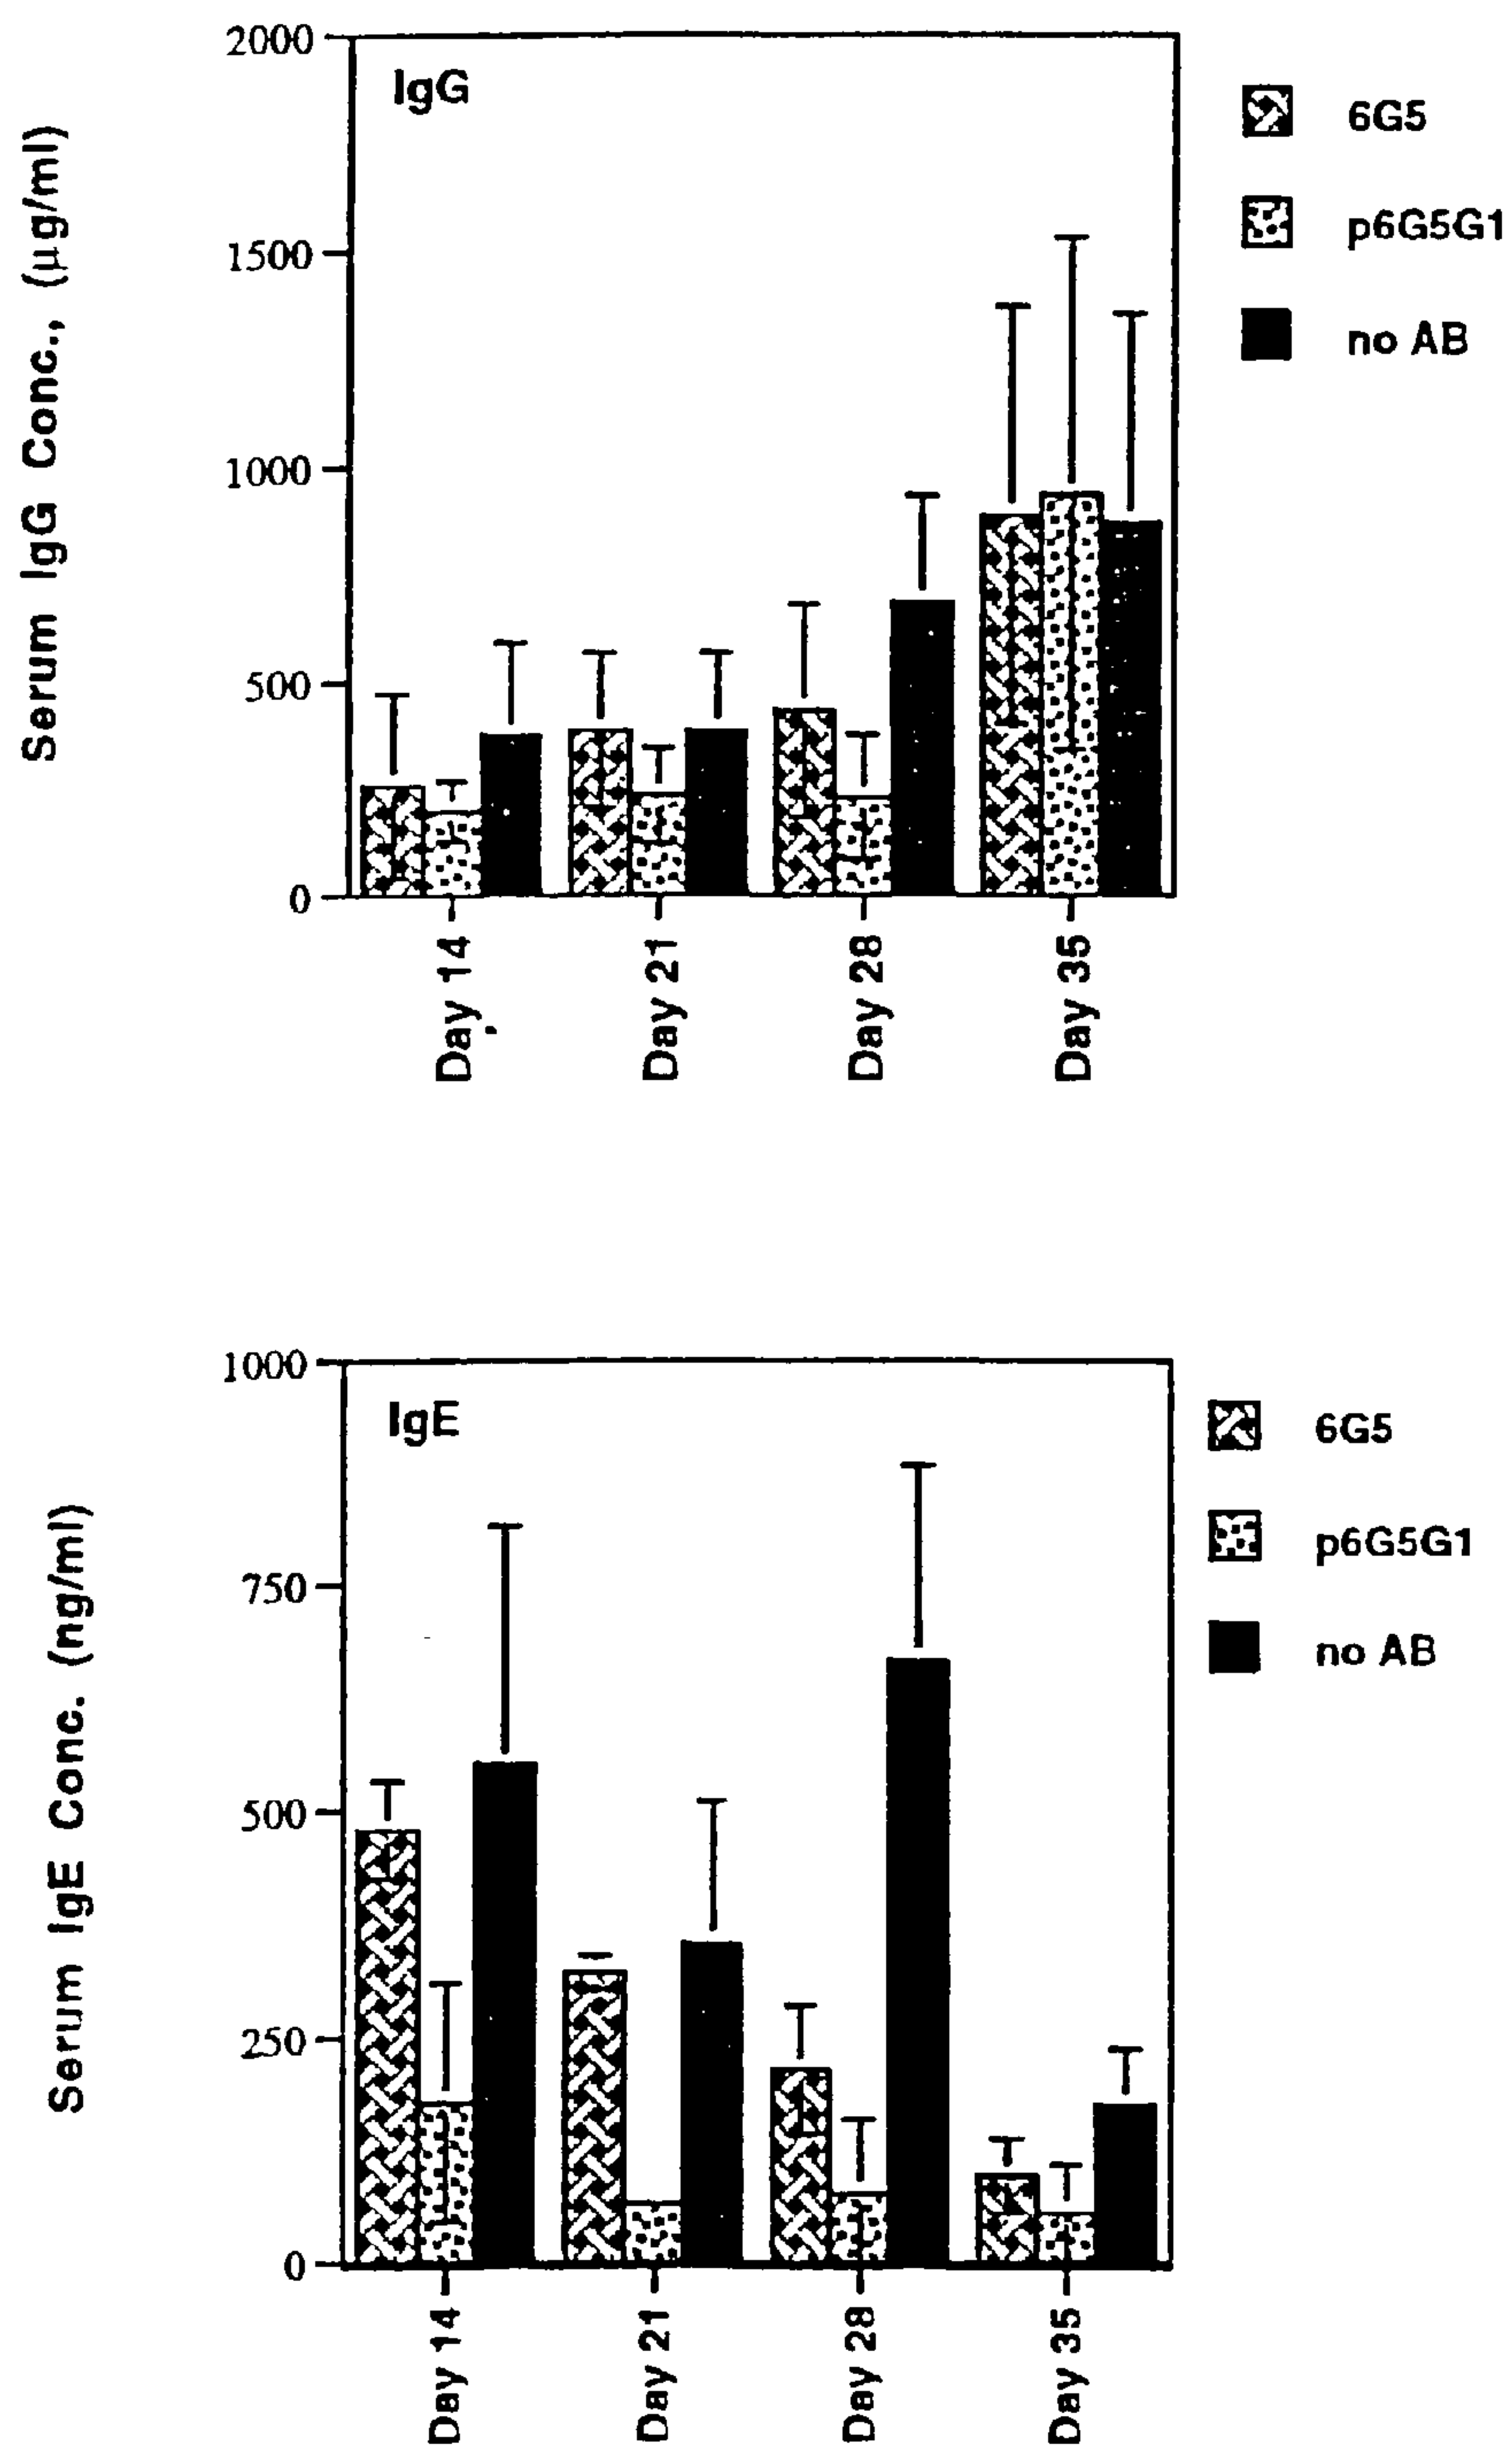 Serum IgG Conc., (µg/ml)
2000
1500
1000
500
0
IgG
6G5
p6G5G1
no AB
Day 14
Day 21
Day 28
Day 35
Serum IgE Conc. (ng/ml)
1000
750
500
250
0
IgE
6G5
p6G5G1
no AB
Day 14
Day 21
Day 28
Day 35